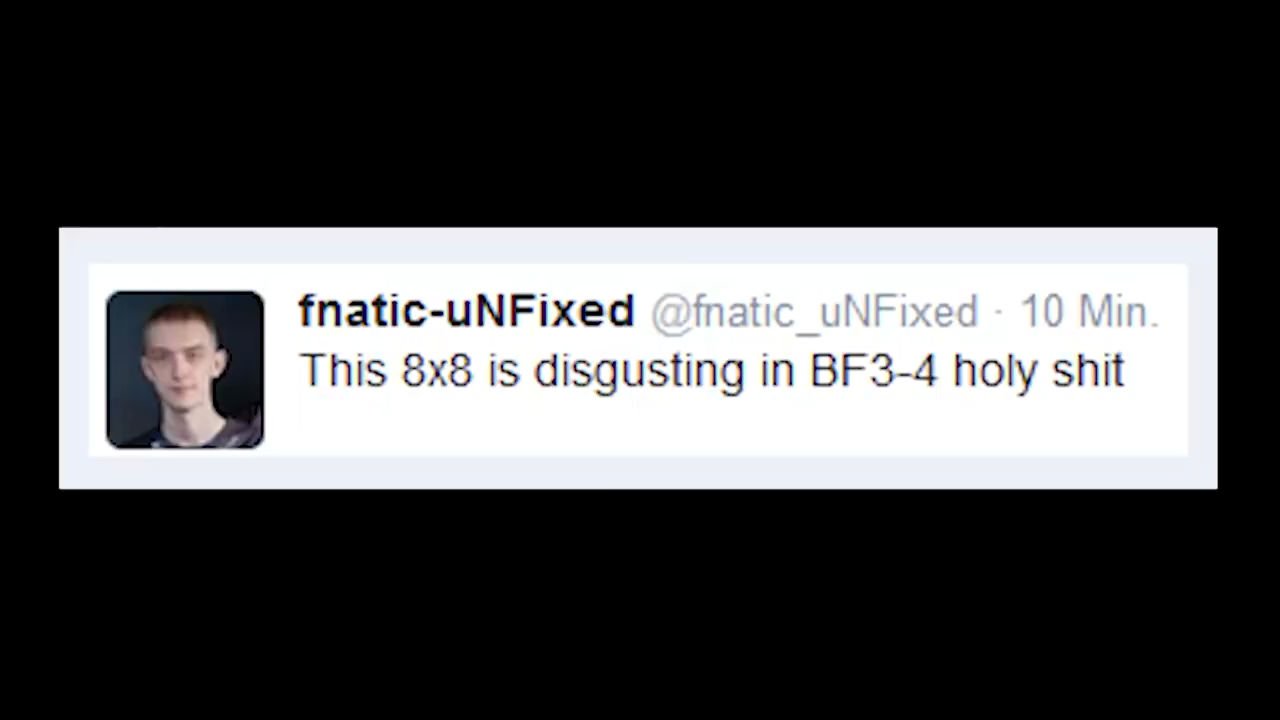 fnatic-uNFixed @fnatic_uNFixed · 10 Min.
This 8x8 is disgusting in BF3-4 holy shit